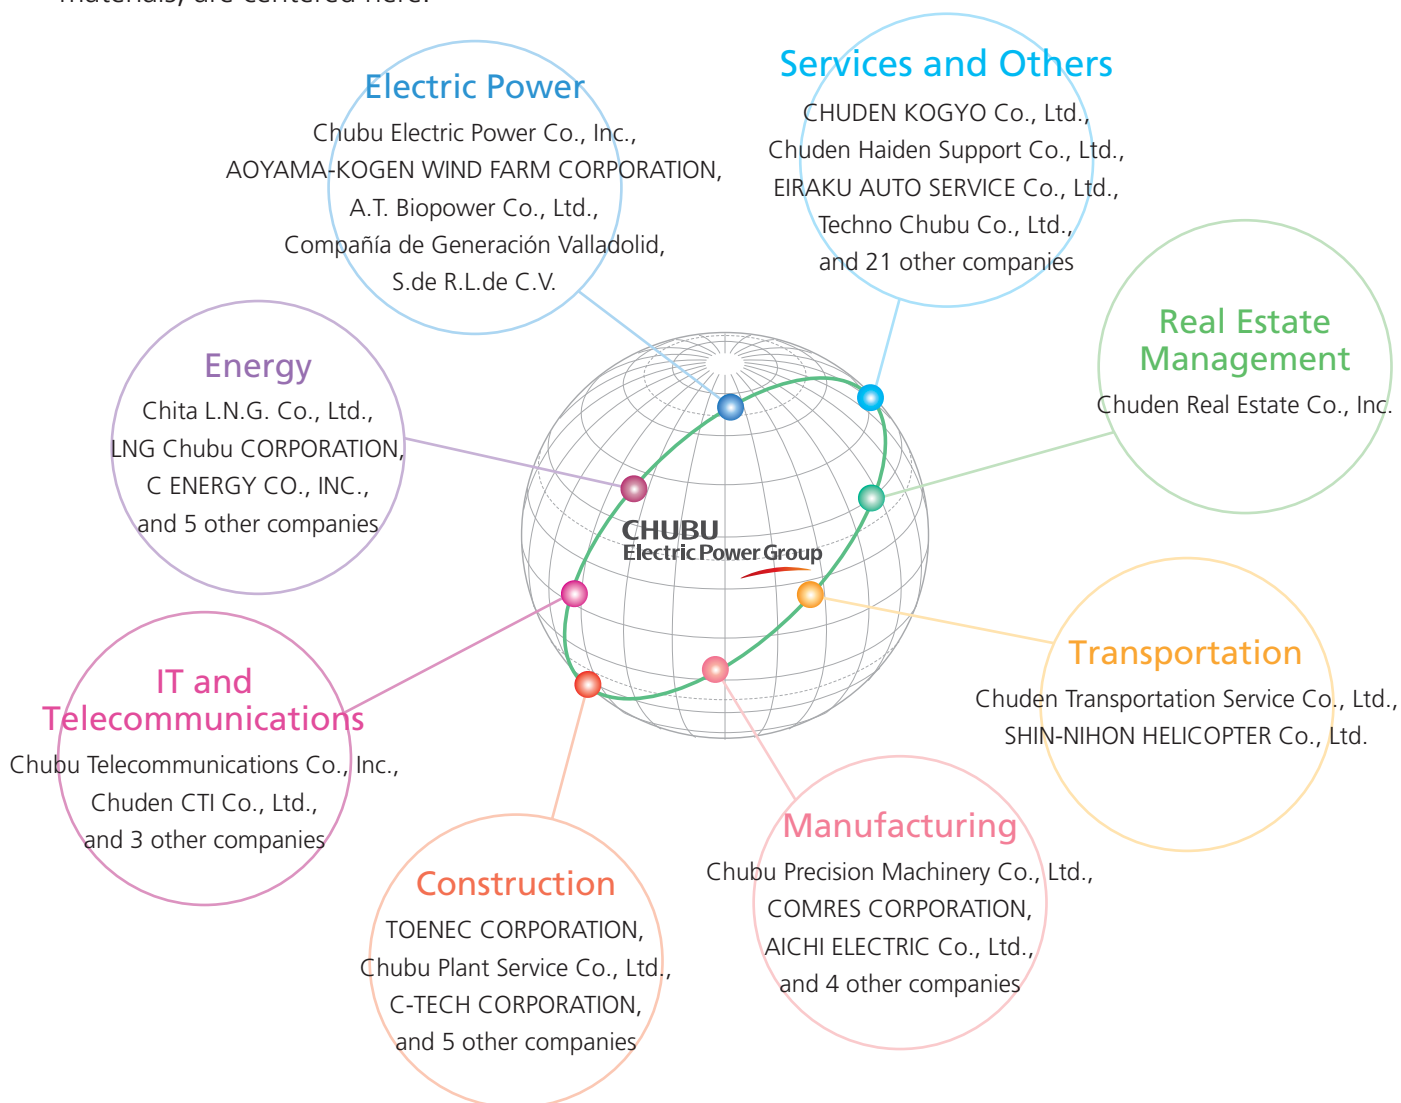 materials, are centered here.
Electric Power
Chubu Electric Power Co., Inc.,
AOYAMA-KOGEN WIND FARM CORPORATION,
A.T. Biopower Co., Ltd.,
Compañía de Generación Valladolid,
S.de R.L.de C.V.
Services and Others
CHUDEN KOGYO Co., Ltd.,
Chuden Haiden Support Co., Ltd.,
EIRAKU AUTO SERVICE Co., Ltd.,
Techno Chubu Co., Ltd.,
and 21 other companies
Real Estate
Management
Chuden Real Estate Co., Inc.
Energy
Chita L.N.G. Co., Ltd.,
LNG Chubu CORPORATION,
C ENERGY CO., INC.,
and 5 other companies
CHUBU
Electric Power Group
Transportation
Chuden Transportation Service Co., Ltd.,
SHIN-NIHON HELICOPTER Co., Ltd.
IT and
Telecommunications
Chubu Telecommunications Co., Inc.,
Chuden CTI Co., Ltd.,
and 3 other companies
Manufacturing
Chubu Precision Machinery Co., Ltd.,
COMRES CORPORATION,
AICHI ELECTRIC Co., Ltd.,
and 4 other companies
Construction
TOENEC CORPORATION,
Chubu Plant Service Co., Ltd.,
C-TECH CORPORATION,
and 5 other companies